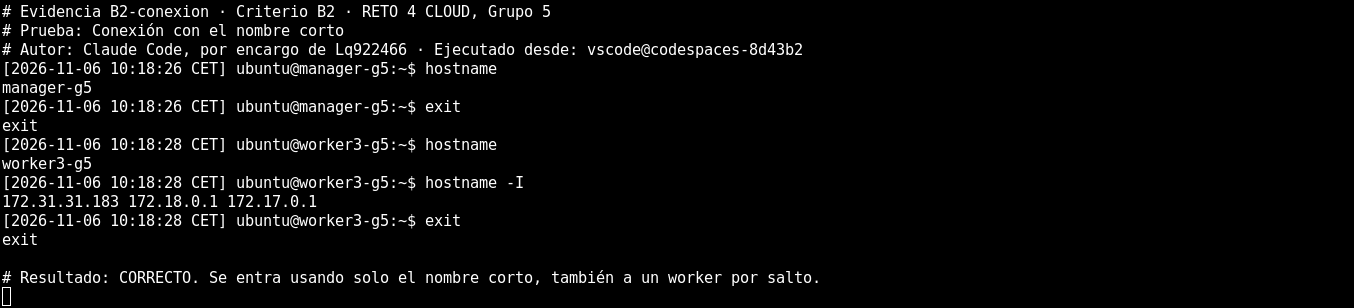 # Evidencia B2-conexion · Criterio B2 · RETO 4 CLOUD, Grupo 5
# Prueba: Conexión con el nombre corto
# Autor: Claude Code, por encargo de Lq922466 · Ejecutado desde: vscode@codespaces-8d43b2
[2026-11-06 10:18:26 CET] ubuntu@manager-g5:~$ hostname
manager-g5
[2026-11-06 10:18:26 CET] ubuntu@manager-g5:~$ exit
exit
[2026-11-06 10:18:28 CET] ubuntu@worker3-g5:~$ hostname
worker3-g5
[2026-11-06 10:18:28 CET] ubuntu@worker3-g5:~$ hostname -I
172.31.31.183 172.18.0.1 172.17.0.1
[2026-11-06 10:18:28 CET] ubuntu@worker3-g5:~$ exit
exit
# Resultado: CORRECTO. Se entra usando solo el nombre corto, también a un worker por salto.